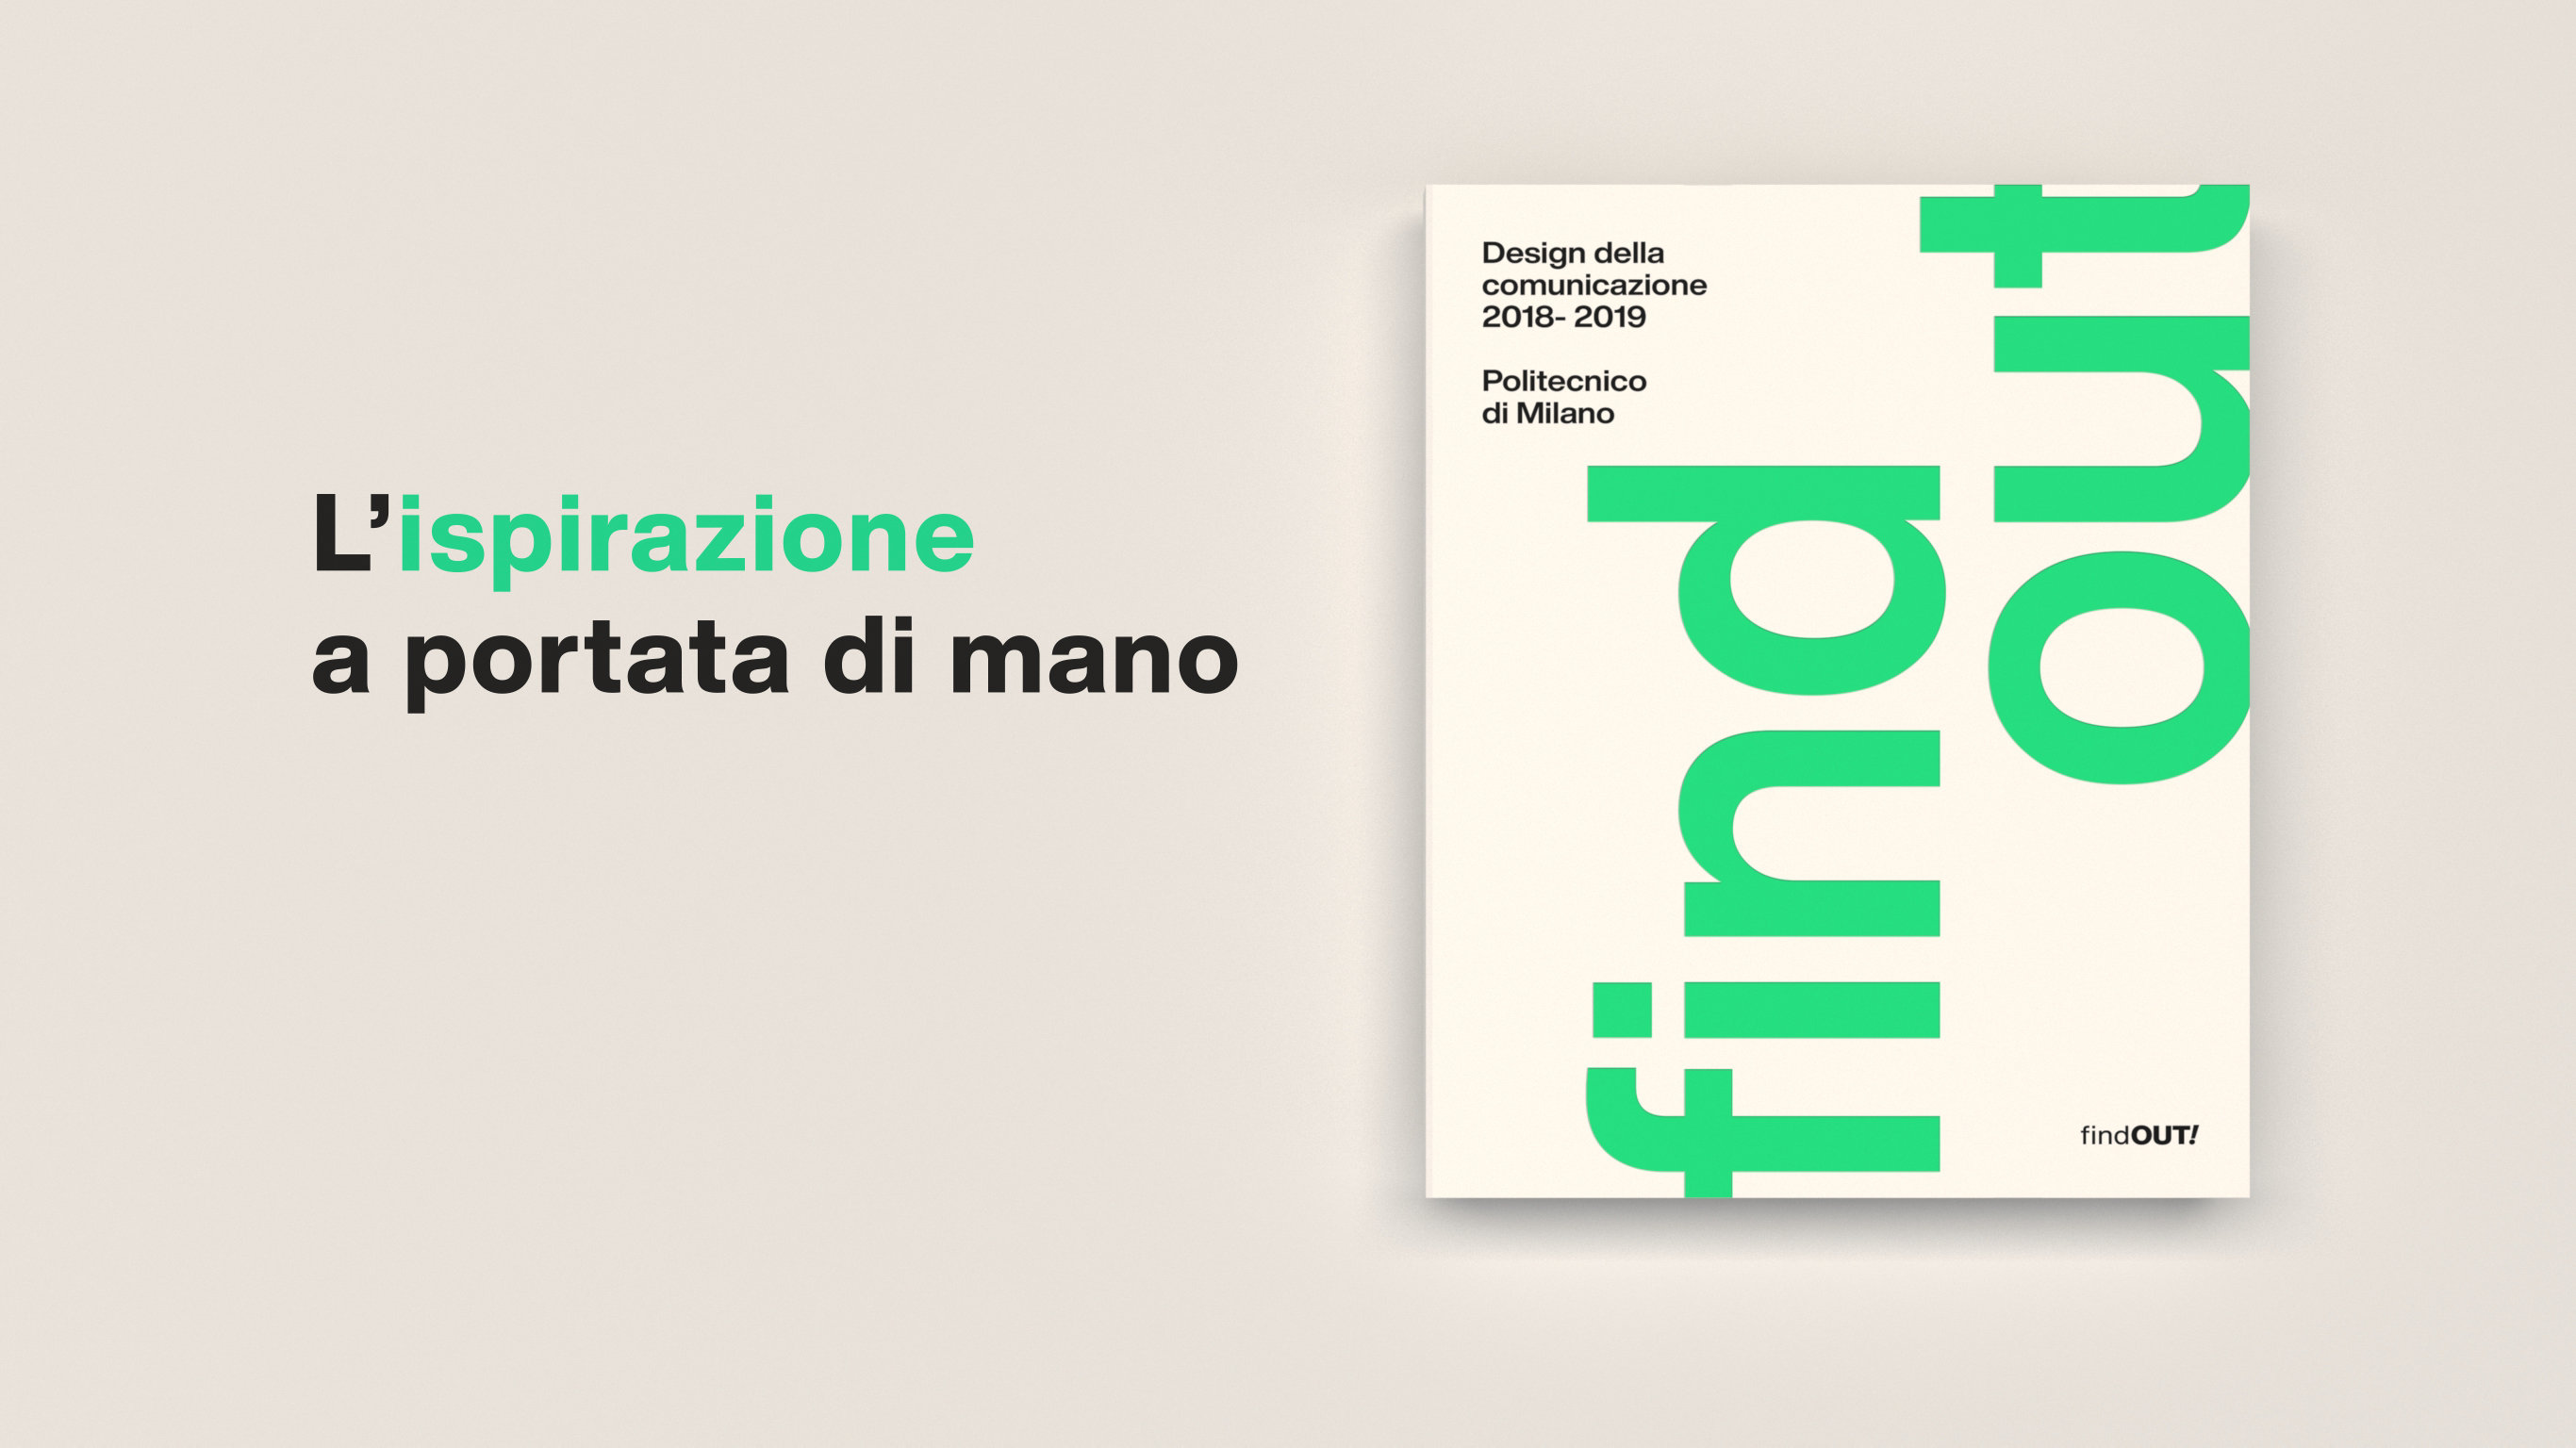 L’ispirazione
a portata di mano
Design della
comunicazione
2018- 2019
Politecnico
di Milano
find
out
findOUT!